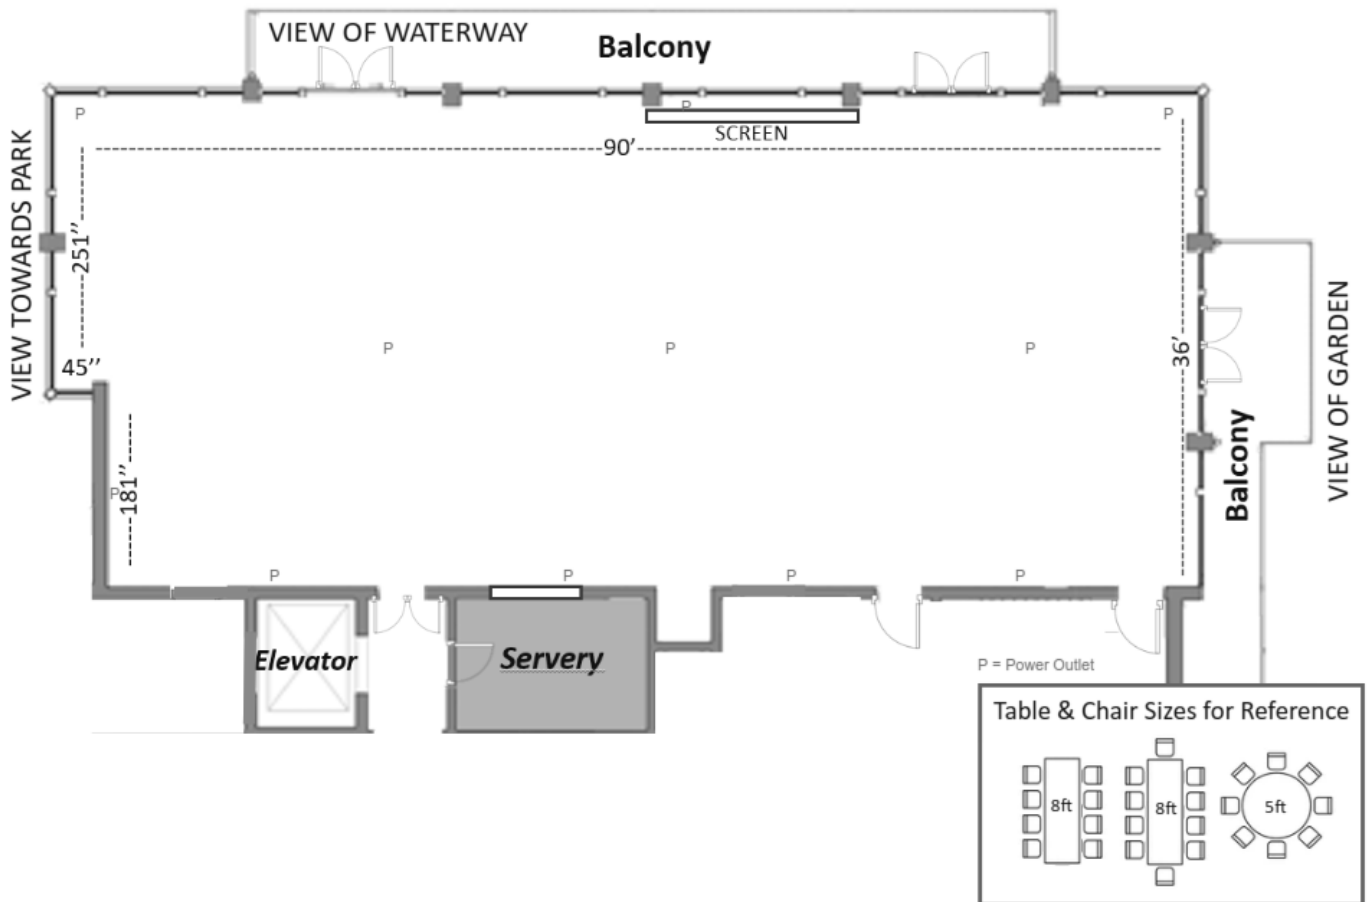 VIEW OF WATERWAY
Balcony
P
P
P
SCREEN
90’
VIEW TOWARDS PARK
251’’
45’’
P
P
P
36’
VIEW OF GARDEN
Balcony
P
181’’
P
P
P
P
Elevator
Servery
P = Power Outlet
Table & Chair Sizes for Reference
8ft
8ft
5ft